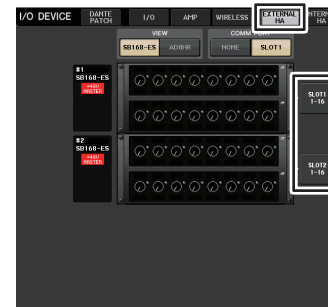 I/O DEVICE
DANTE PATCH
I/O
AMP
WIRELESS
EXTERNAL HA
VIEW
COMM PORT
SB168-ES
AD8HR
NONE
SLOT1
#1
SB168-ES
+48V
MASTER
SLOT1
1-16
#2
SB168-ES
+48V
MASTER
SLOT2
1-16